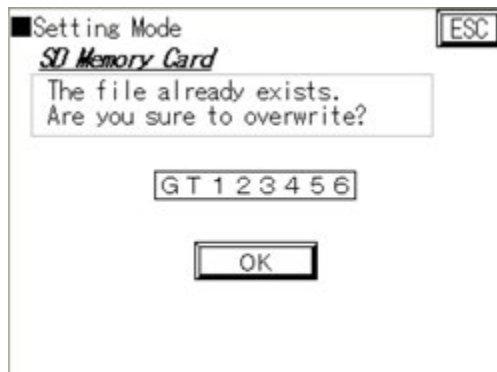 ■Setting Mode
ESC
SD Memory Card
The file already exists.
Are you sure to overwrite?
GT123456
OK